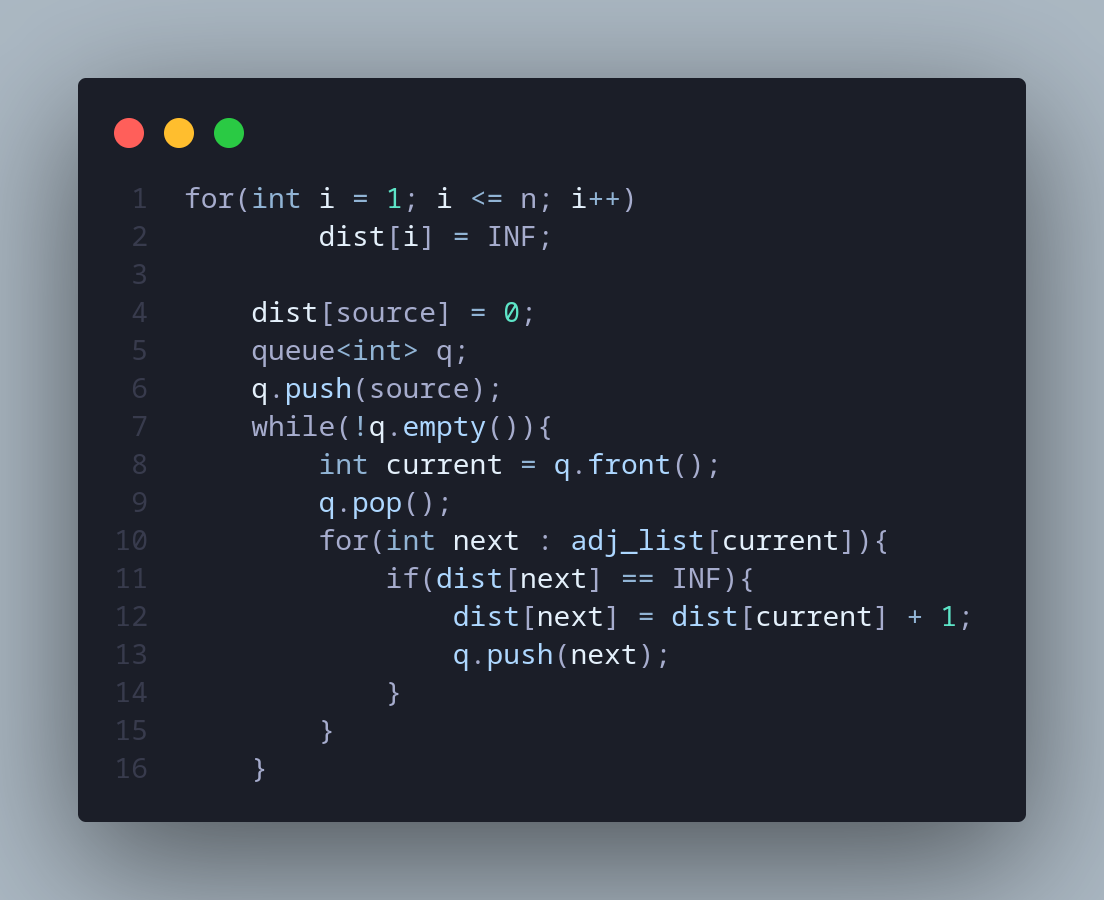 1 for(int i = 1; i <= n; i++)
2         dist[i] = INF;
3
4     dist[source] = 0;
5     queue<int> q;
6     q.push(source);
7     while(!q.empty()){
8         int current = q.front();
9         q.pop();
10         for(int next : adj_list[current]){
11             if(dist[next] == INF){
12                 dist[next] = dist[current] + 1;
13                 q.push(next);
14             }
15         }
16     }